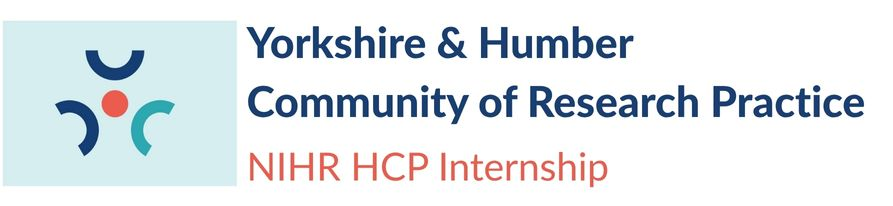 Yorkshire & Humber
Community of Research Practice
NIHR HCP Internship